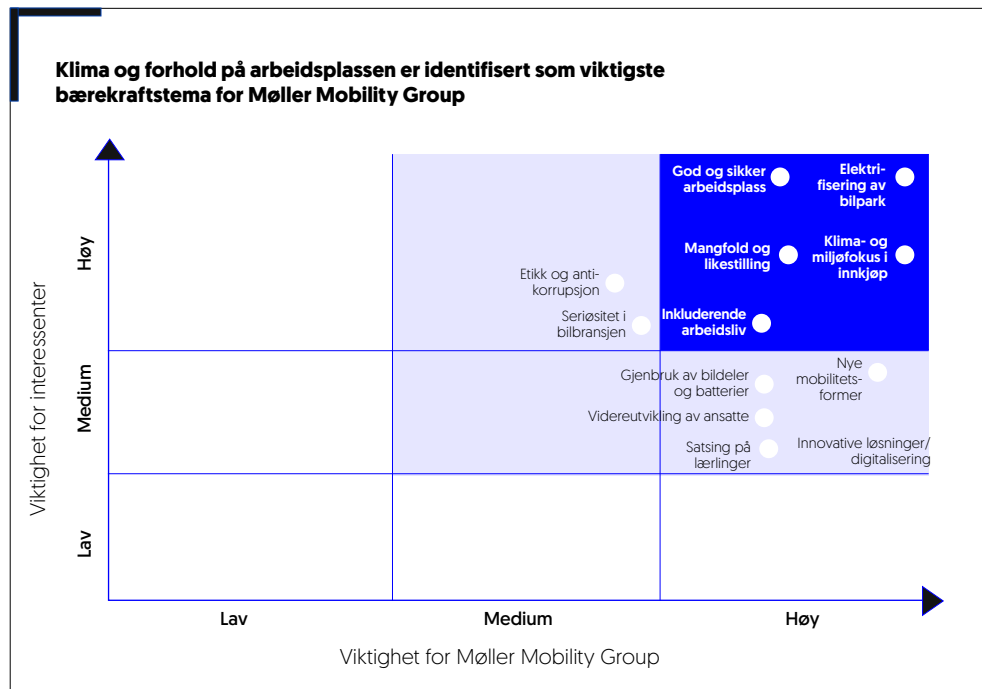 Klima og forhold på arbeidsplassen er identifisert som viktigste
bærekraftstema for Møller Mobility Group
Viktighet for interessenter
Høy
Medium
Lav
God og sikker
arbeidsplass
Elektri-
fisering av
bilpark
Mangfold og
likestilling
Klima- og
miljøfokus i
innkjøp
Etikk og anti-
korrupsjon
Seriøsitet i
bilbransjen
Inkluderende
arbeidsliv
Gjenbruk av bildeler
og batterier
Nye
mobilitets-
former
Videreutvikling av ansatte
Satsing på
lærlinger
Innovative løsninger/
digitalisering
Lav
Medium
Høy
Viktighet for Møller Mobility Group